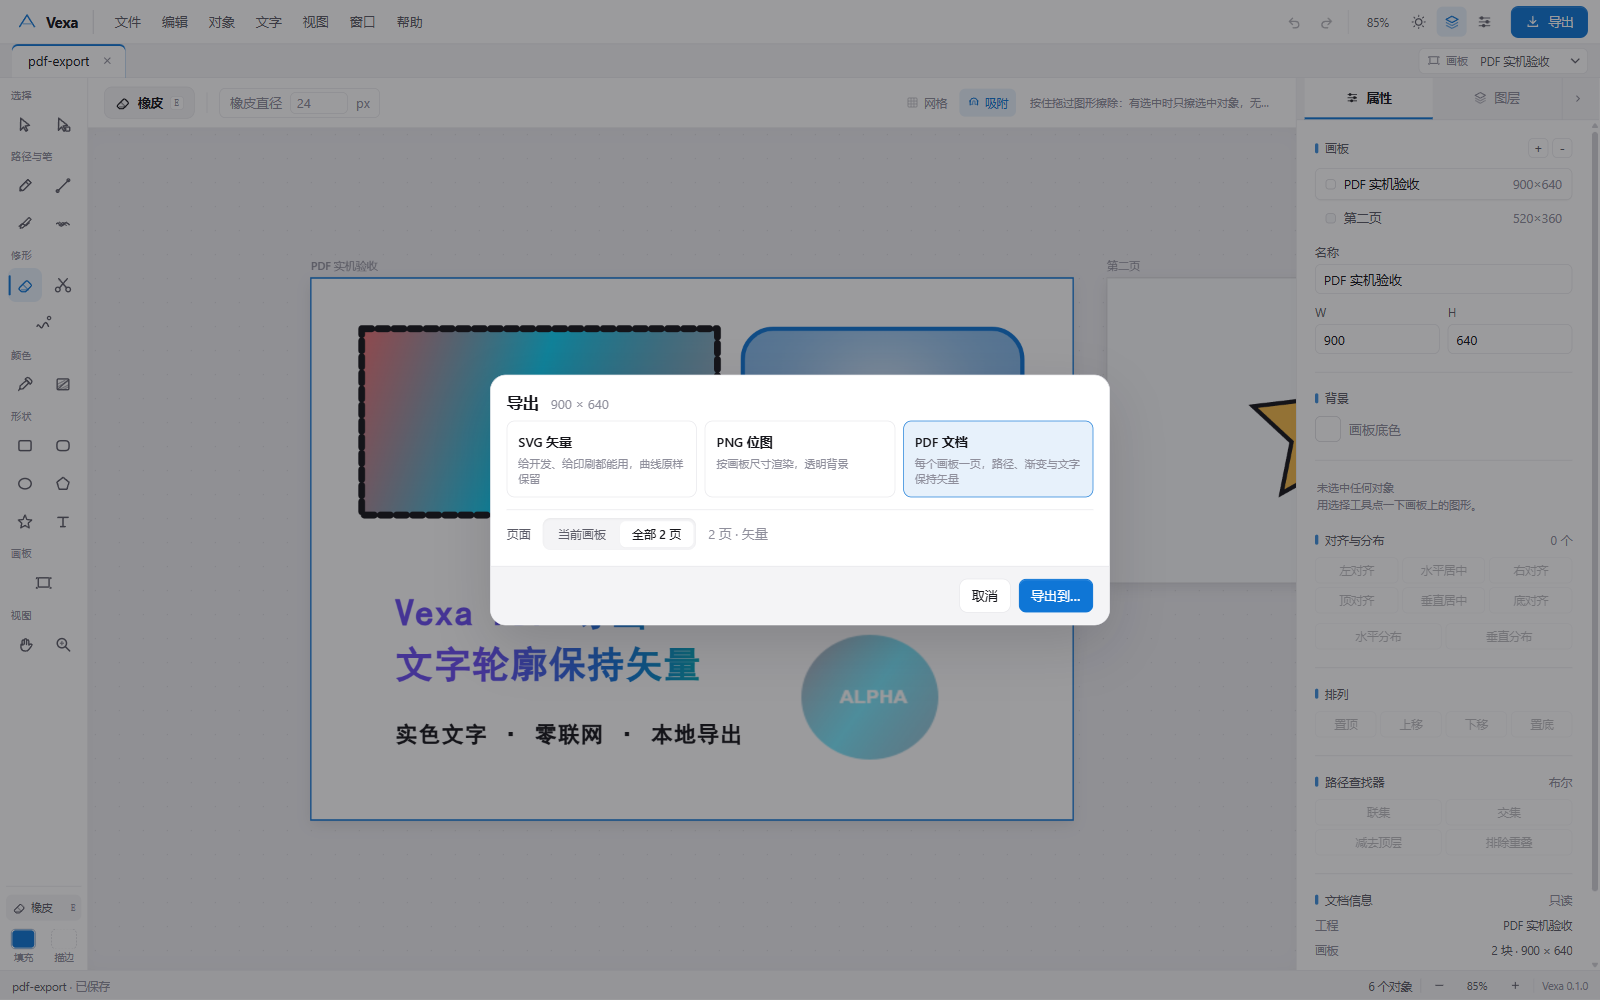 Vexa 文件 编辑 对象 文字 视图 窗口 帮助 85% 导出
pdf-export × 画板 PDF 实机验收
选择
路径与笔
修形
颜色
形状
画板
视图
橡皮 E
填充 描边
橡皮 E 橡皮直径 24 px 网格 吸附 按住拖过图形擦除：有选中时只擦选中对象，无...
PDF 实机验收
第二页
Vexa
文字轮廓保持矢量
实色文字 · 零联网 · 本地导出
ALPHA
导出 900 × 640
SVG 矢量
给开发、给印刷都能用，曲线原样
保留
PNG 位图
按画板尺寸渲染，透明背景
PDF 文档
每个画板一页，路径、渐变与文字
保持矢量
页面 当前画板 全部 2 页 2 页 · 矢量
取消 导出到...
属性 图层
画板 + -
PDF 实机验收 900×640
第二页 520×360
名称
PDF 实机验收
W H
900 640
背景
画板底色
未选中任何对象
用选择工具点一下画板上的图形。
对齐与分布 0 个
左对齐 水平居中 右对齐
顶对齐 垂直居中 底对齐
水平分布 垂直分布
排列
置顶 上移 下移 置底
路径查找器 布尔
联集 交集
减去顶层 排除重叠
文档信息 只读
工程 PDF 实机验收
画板 2 块 · 900 × 640
pdf-export · 已保存 6 个对象 − 85% + Vexa 0.1.0